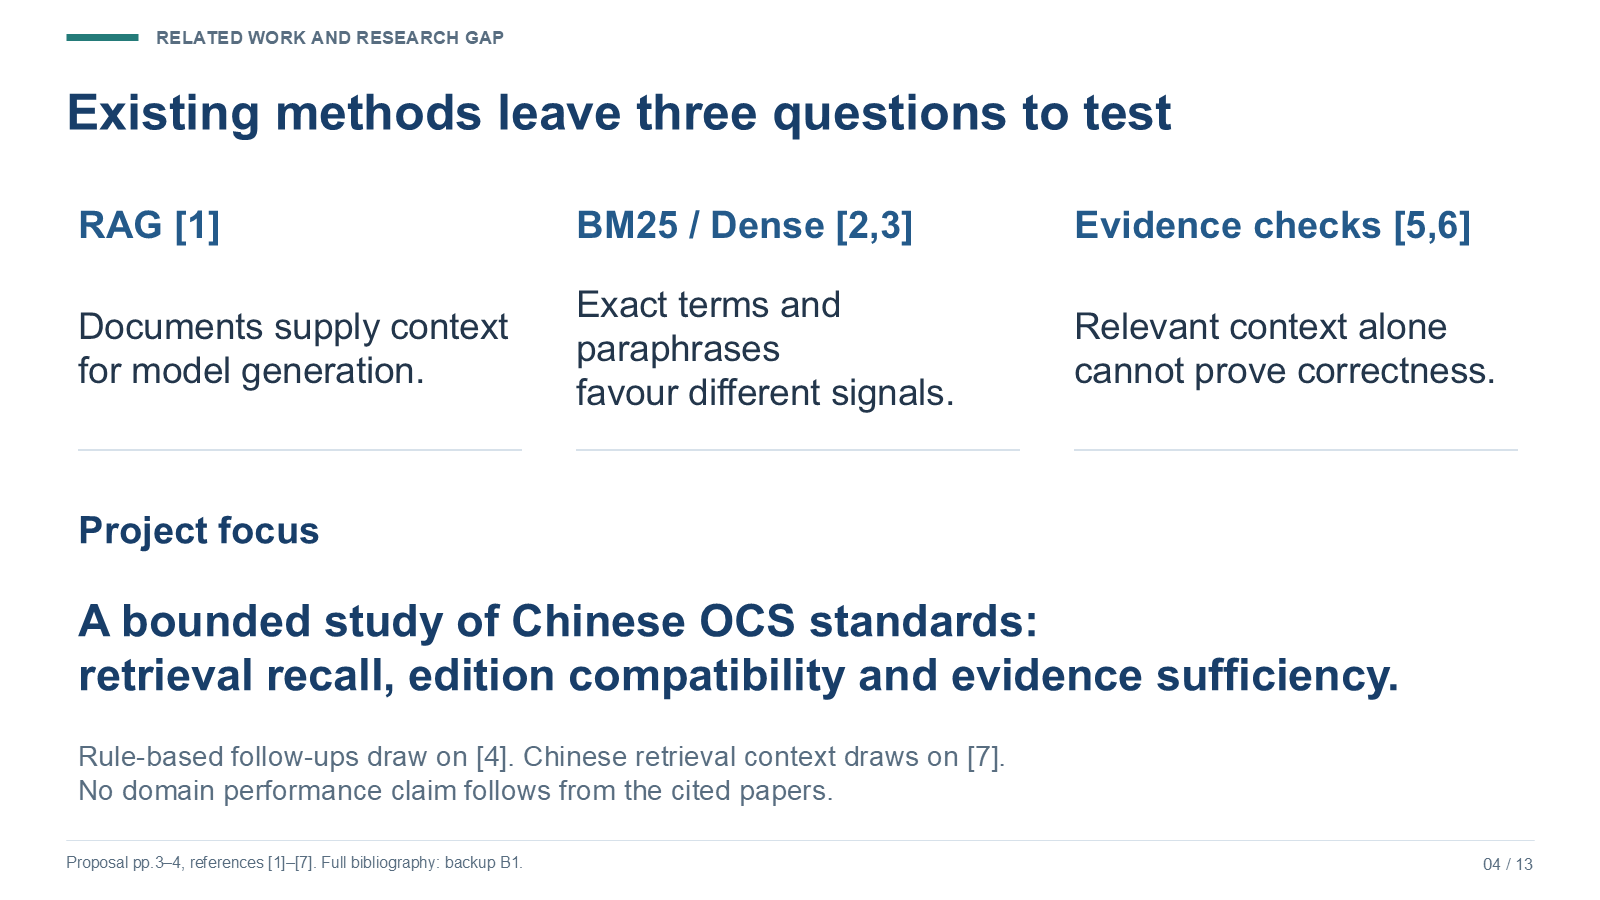 RELATED WORK AND RESEARCH GAP
Existing methods leave three questions to test
RAG [1]
Documents supply context
for model generation.
BM25 / Dense [2,3]
Exact terms and
paraphrases
favour different signals.
Evidence checks [5,6]
Relevant context alone
cannot prove correctness.
Project focus
A bounded study of Chinese OCS standards:
retrieval recall, edition compatibility and evidence sufficiency.
Rule-based follow-ups draw on [4]. Chinese retrieval context draws on [7].
No domain performance claim follows from the cited papers.
Proposal pp.3–4, references [1]–[7]. Full bibliography: backup B1.
04 / 13